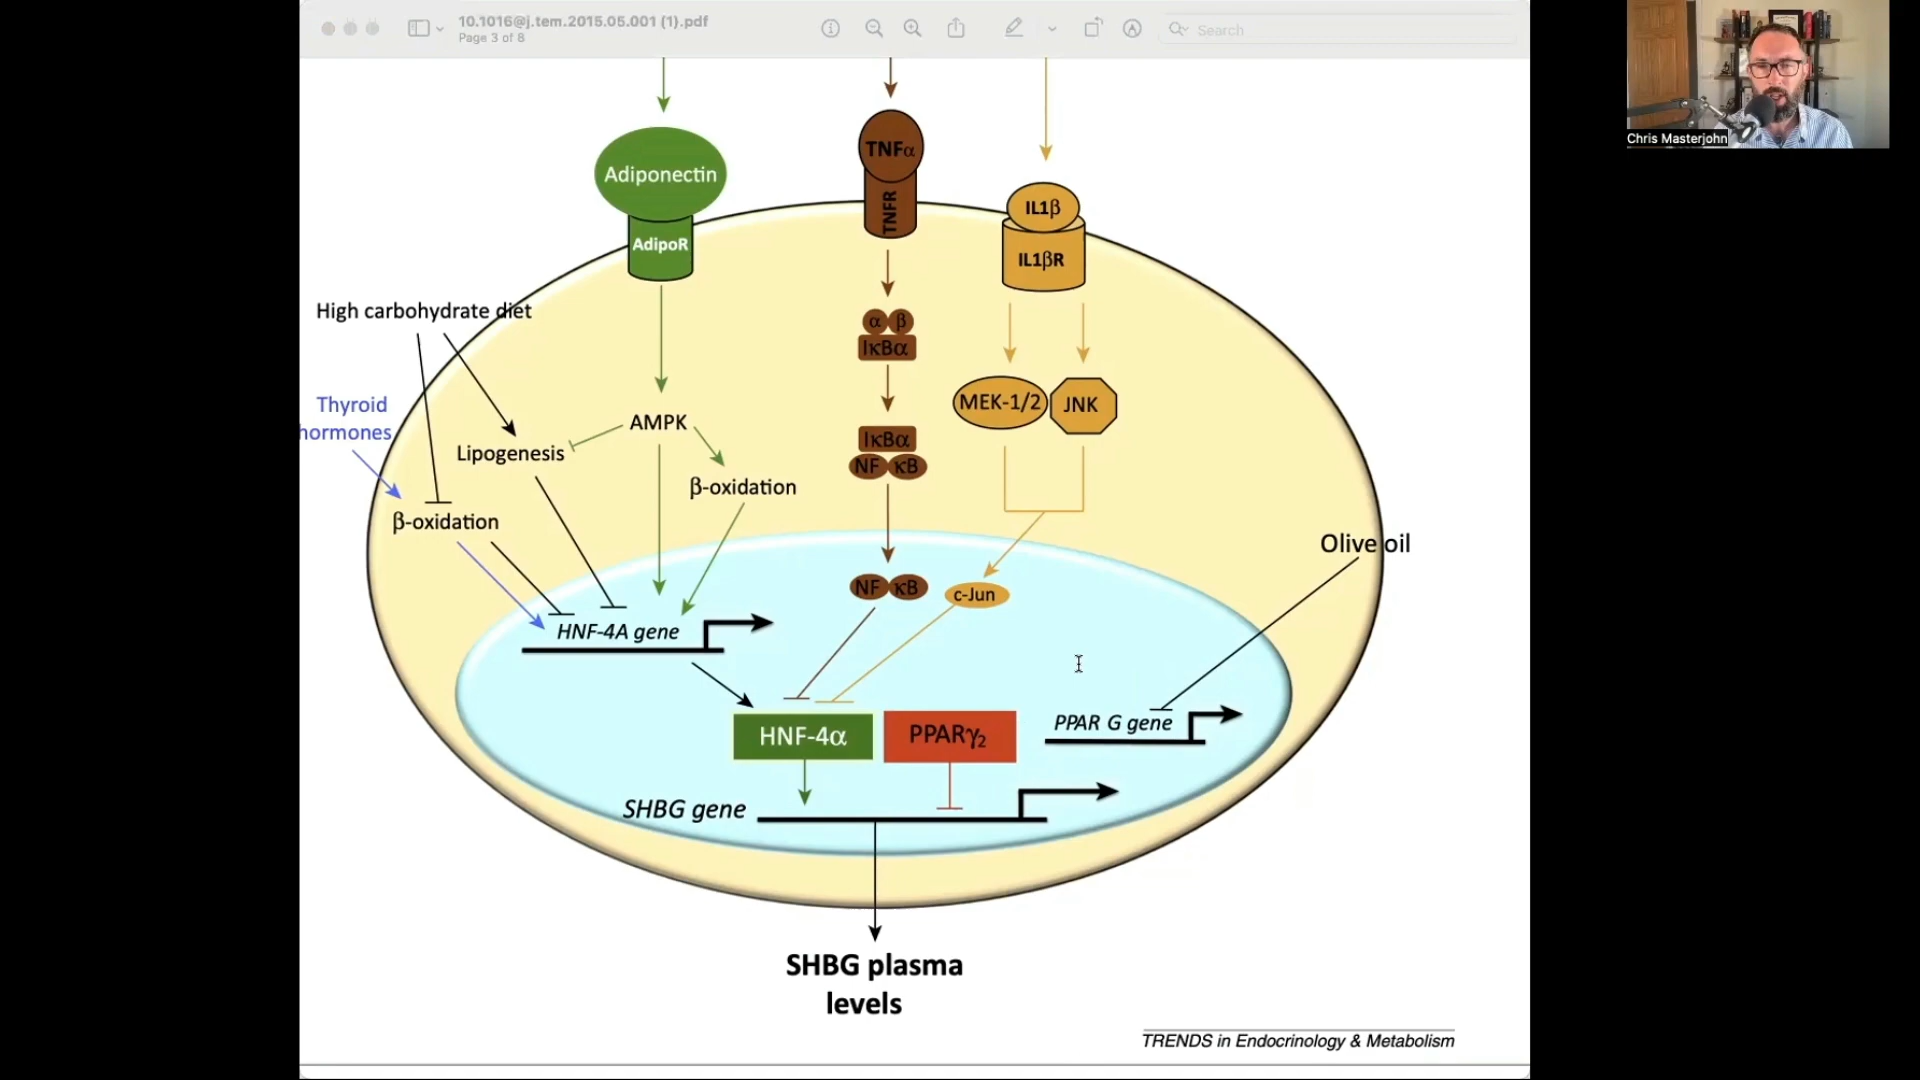 10.1016@j.tem.2015.05.001 (1).pdf
Page 3 of 8
Search
Chris Masterjohn
Adiponectin
AdipoR
TNFα
TNFR
IL1β
IL1βR
High carbohydrate diet
α β
IκBα
Thyroid
hormones
AMPK
MEK-1/2
JNK
Lipogenesis
IκBα
NF κB
β-oxidation
β-oxidation
Olive oil
NF κB
c-Jun
HNF-4A gene
HNF-4α
PPARγ2
PPAR G gene
SHBG gene
SHBG plasma
levels
TRENDS in Endocrinology & Metabolism